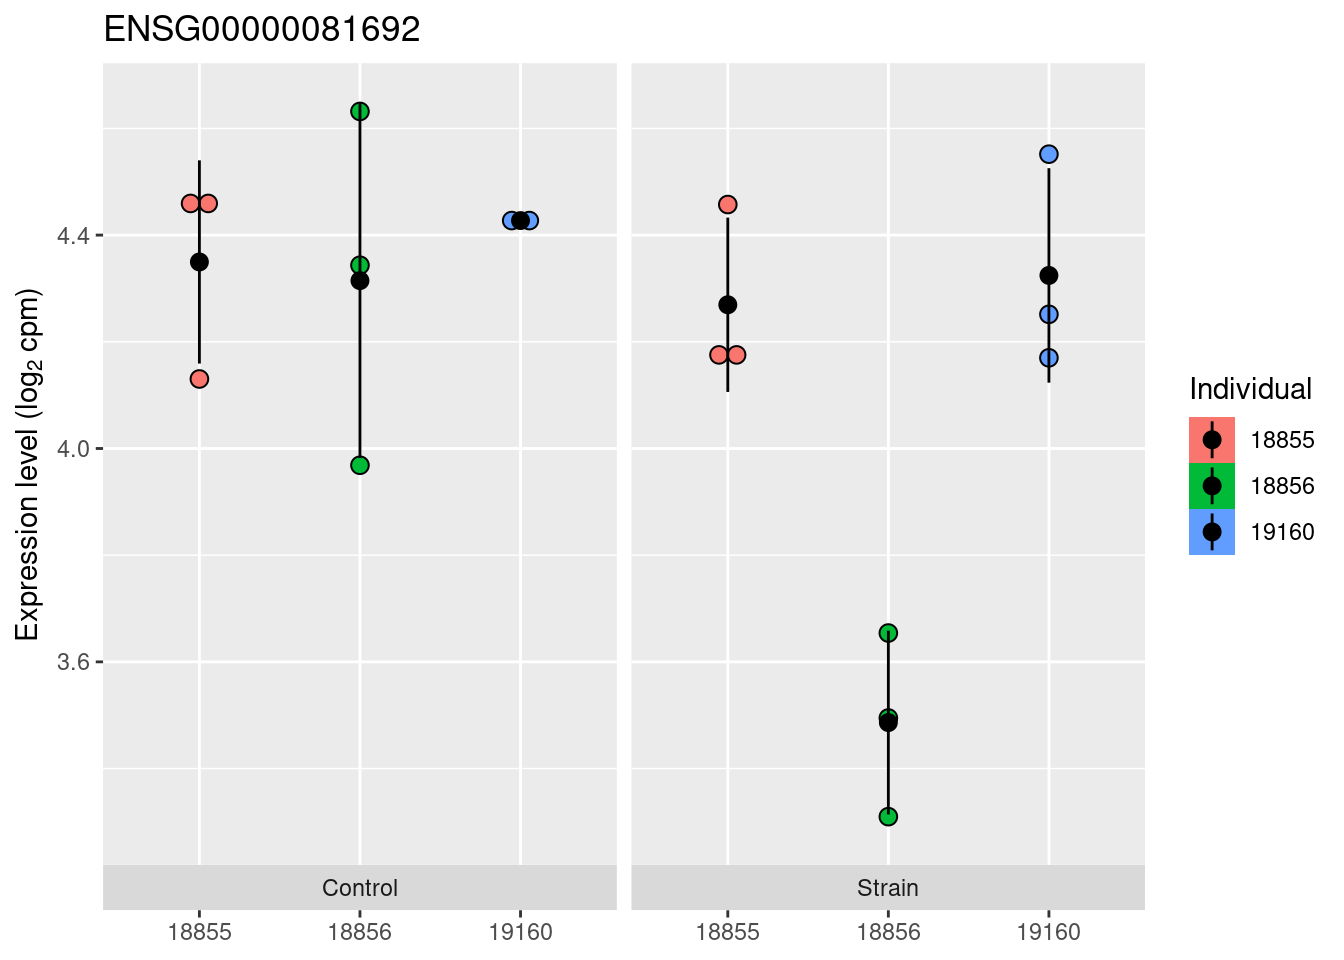 ENSG00000081692
Expression level (log2 cpm)
4.4
4.0
3.6
Control
Strain
18855 18856 19160
18855 18856 19160
Individual
18855
18856
19160